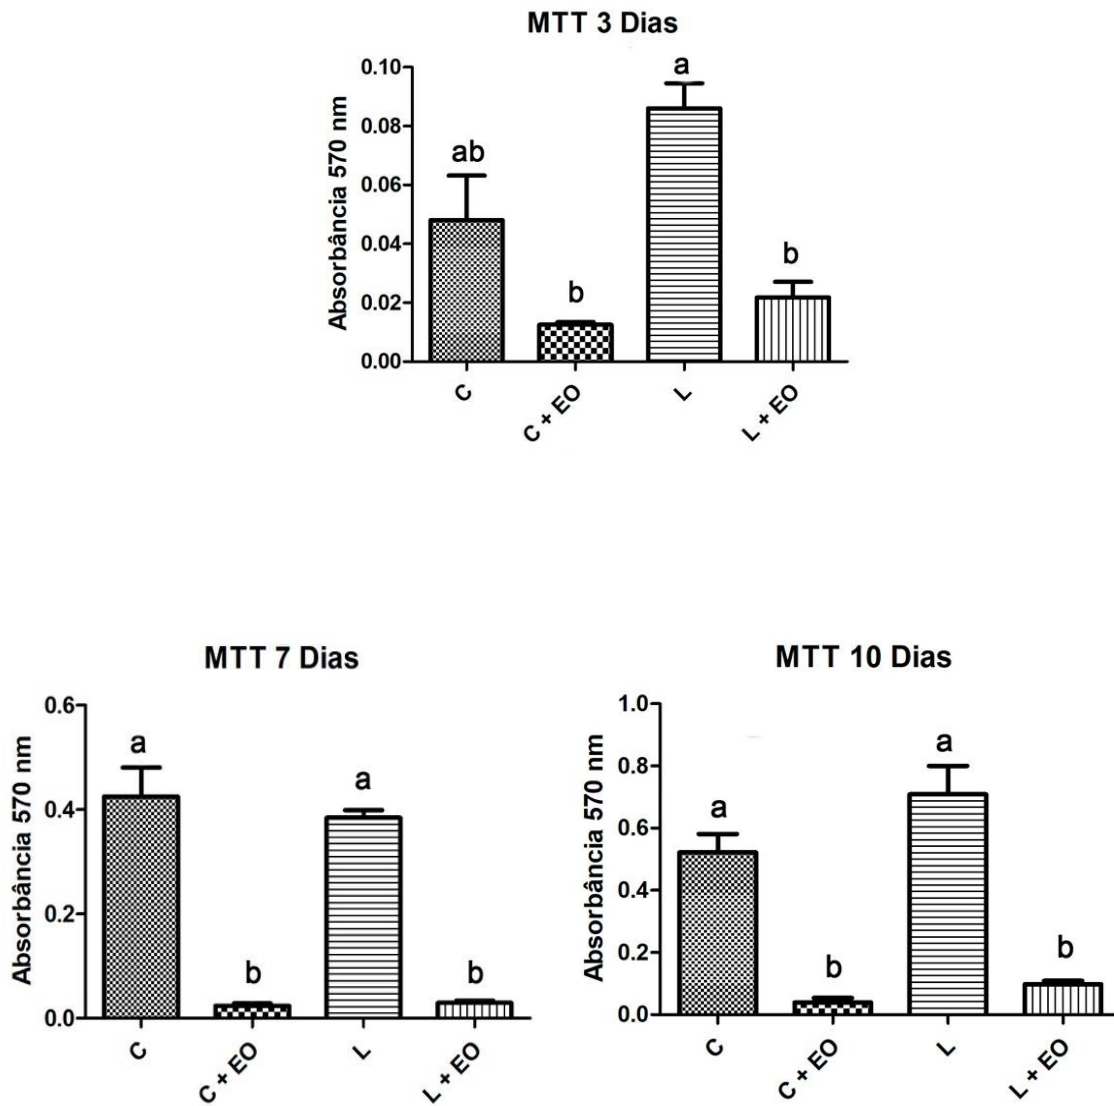 MTT 3 Dias
Absorbância 570 nm
0.10
0.08
0.06
0.04
0.02
0.00
ab
b
a
b
C
C + EO
L
L + EO
MTT 7 Dias
Absorbância 570 nm
0.6
0.4
0.2
0.0
a
b
a
b
C
C + EO
L
L + EO
MTT 10 Dias
Absorbância 570 nm
1.0
0.8
0.6
0.4
0.2
0.0
a
b
a
b
C
C + EO
L
L + EO